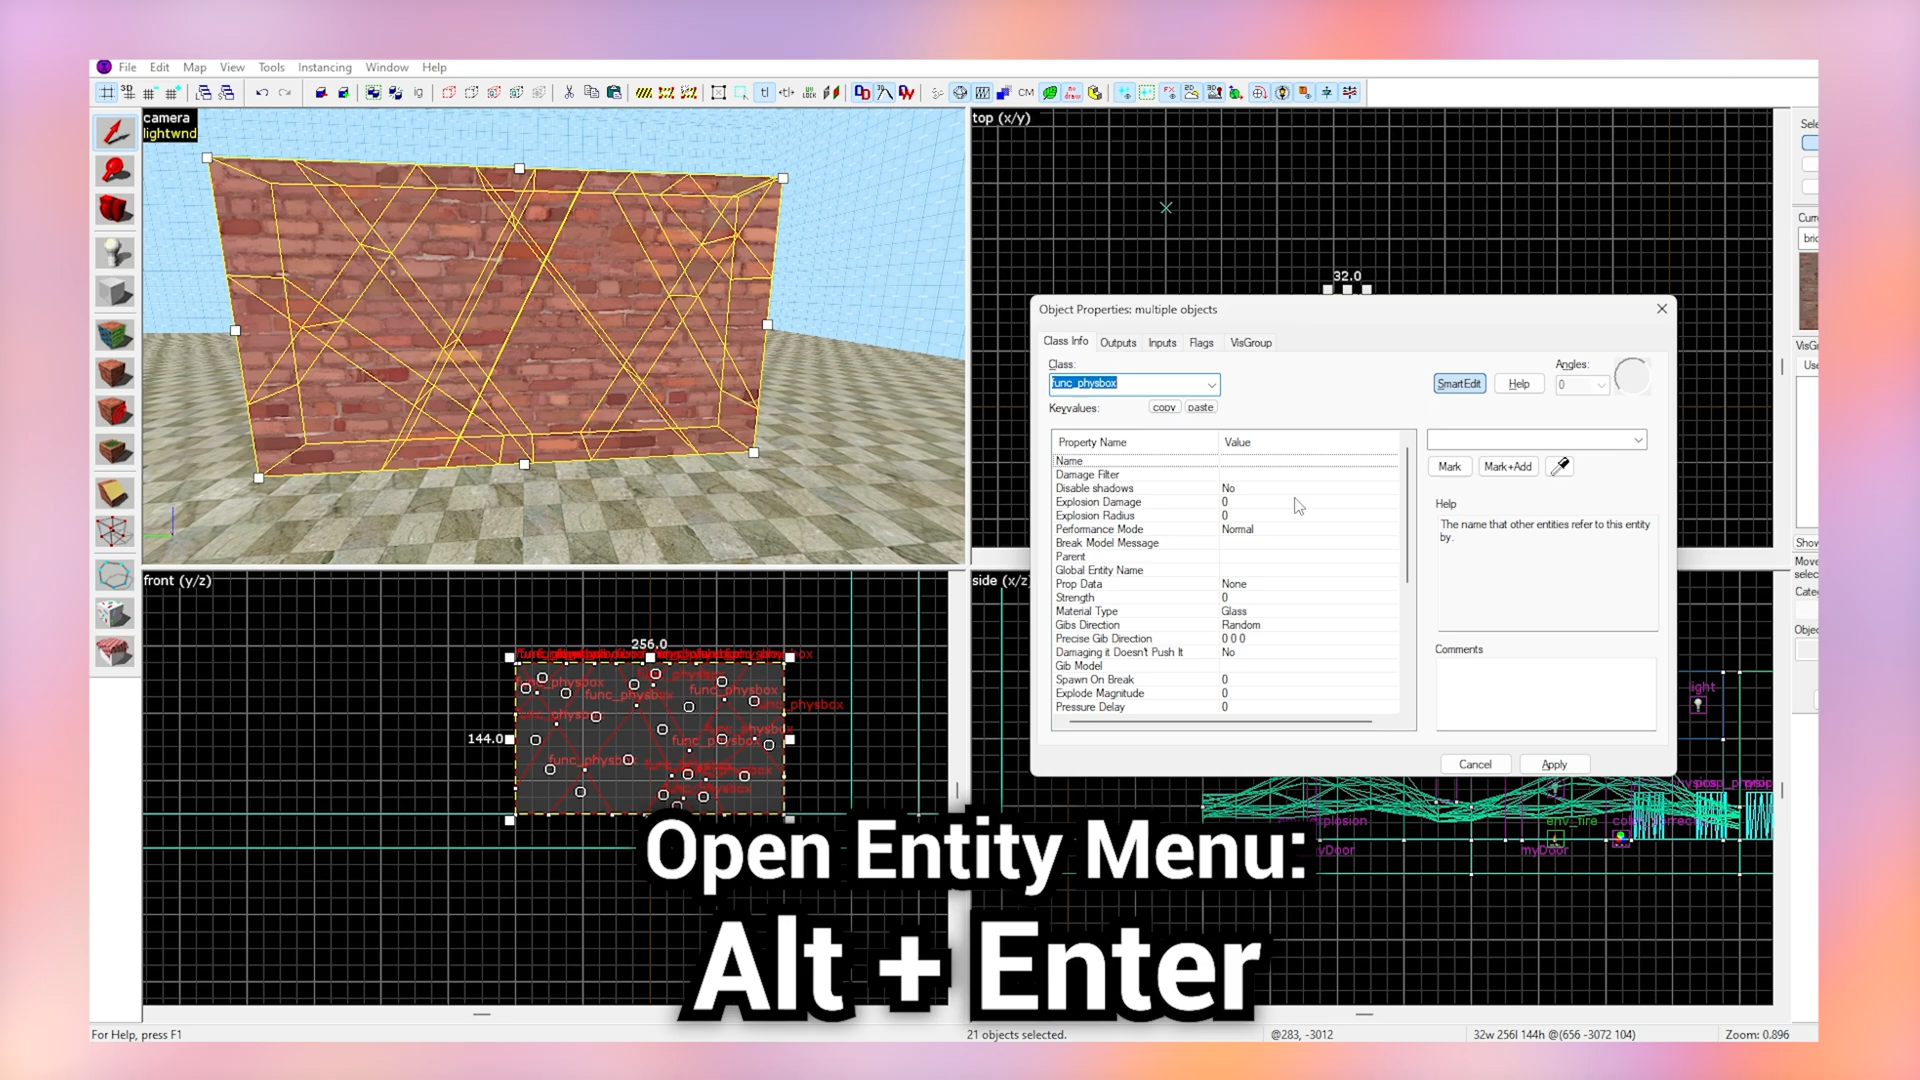 File Edit Map View Tools Instancing Window Help
camera
lightwnd
top (x/y)
32.0
Object Properties: multiple objects
Class Info Outputs Inputs Flags VisGroup
Class:
func_physbox
SmartEdit
Help
Angles:
0
Keyvalues:
copy
paste
Property Name Value
Name
Damage Filter
Disable shadows No
Explosion Damage 0
Explosion Radius 0
Performance Mode Normal
Break Model Message
Parent
Global Entity Name
Prop Data None
Strength 0
Material Type Glass
Gibs Direction Random
Precise Gib Direction 0 0 0
Damaging it Doesn't Push It No
Gib Model
Spawn On Break 0
Explode Magnitude 0
Pressure Delay 0
Mark
Mark+Add
Help
The name that other entities refer to this entity
by.
Comments
Cancel
Apply
front (y/z)
256.0
144.0
func_physbox
func_physbox
func_physbox
func_physbox
func_physbox
side (x/z)
env_fire
myDoor
Open Entity Menu:
Alt + Enter
For Help, press F1
21 objects selected.
@283, -3012
32w 256l 144h @(656 -3072 104)
Zoom: 0.896